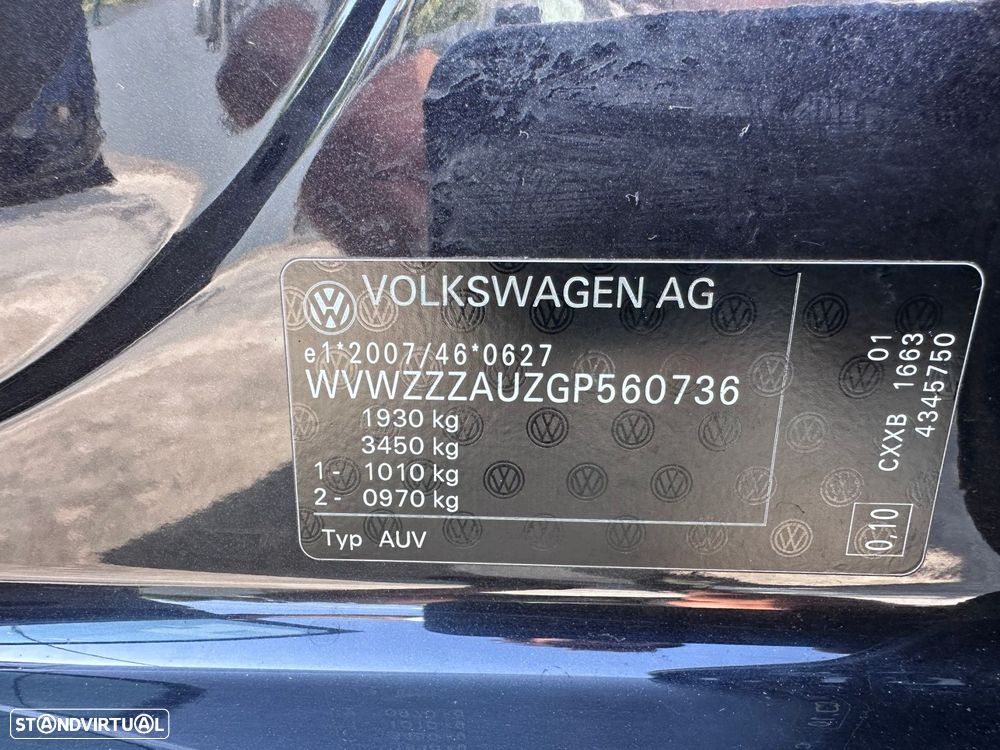 VOLKSWAGEN AG
e1*2007/46*0627
WVWZZZAUZGP560736
1930 kg
3450 kg
1- 1010 kg
2- 0970 kg
Typ AUV
CXXB 01
1663
4345750
0,10
STANDVIRTUAL